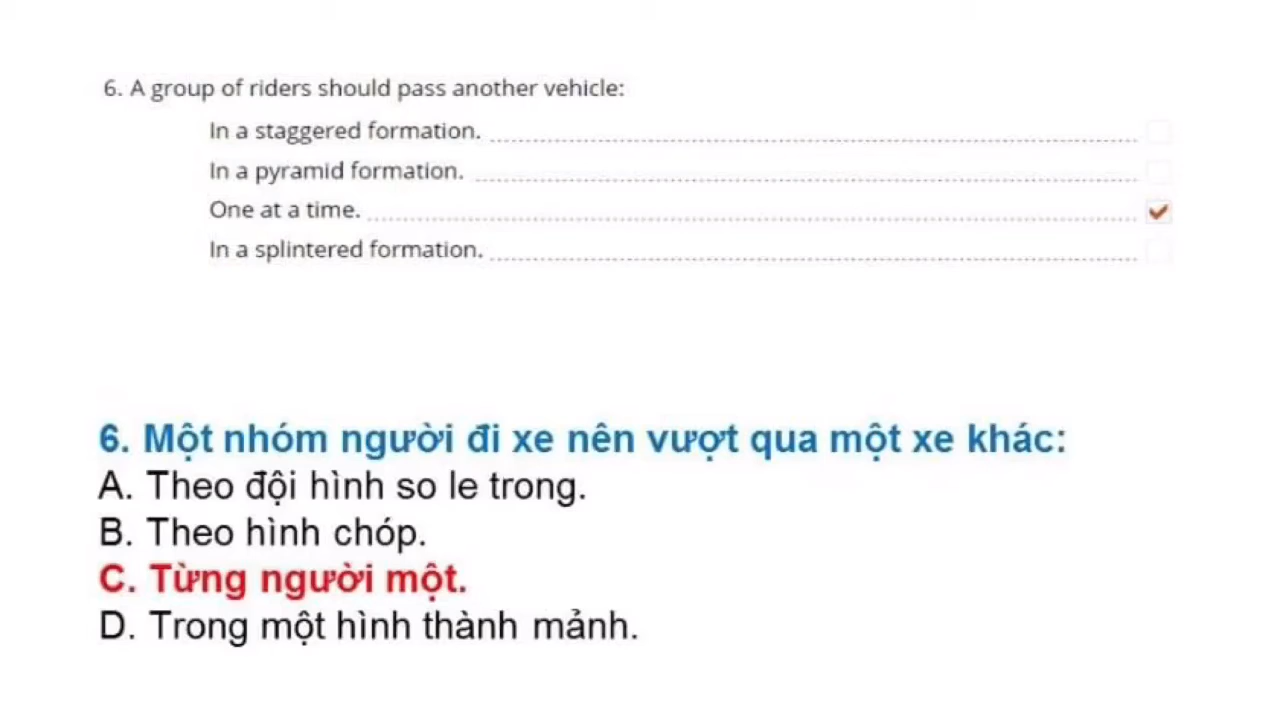 6. A group of riders should pass another vehicle:
In a staggered formation.
In a pyramid formation.
One at a time.
In a splintered formation.
6. Một nhóm người đi xe nên vượt qua một xe khác:
A. Theo đội hình so le trong.
B. Theo hình chóp.
C. Từng người một.
D. Trong một hình thành mảnh.